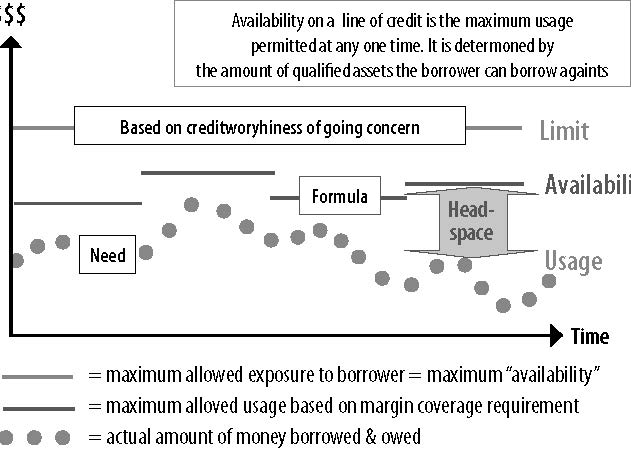 $$$
Availability on a line of credit is the maximum usage
permitted at any one time. It is determoned by
the amount of qualified assets the borrower can borrow againts
Based on creditworyhiness of going concern
Limit
Availabili
Formula
Head-
space
Need
Usage
Time
= maximum allowed exposure to borrower = maximum “availability”
= maximum alloved usage based on margin coverage requirement
= actual amount of money borrowed & owed